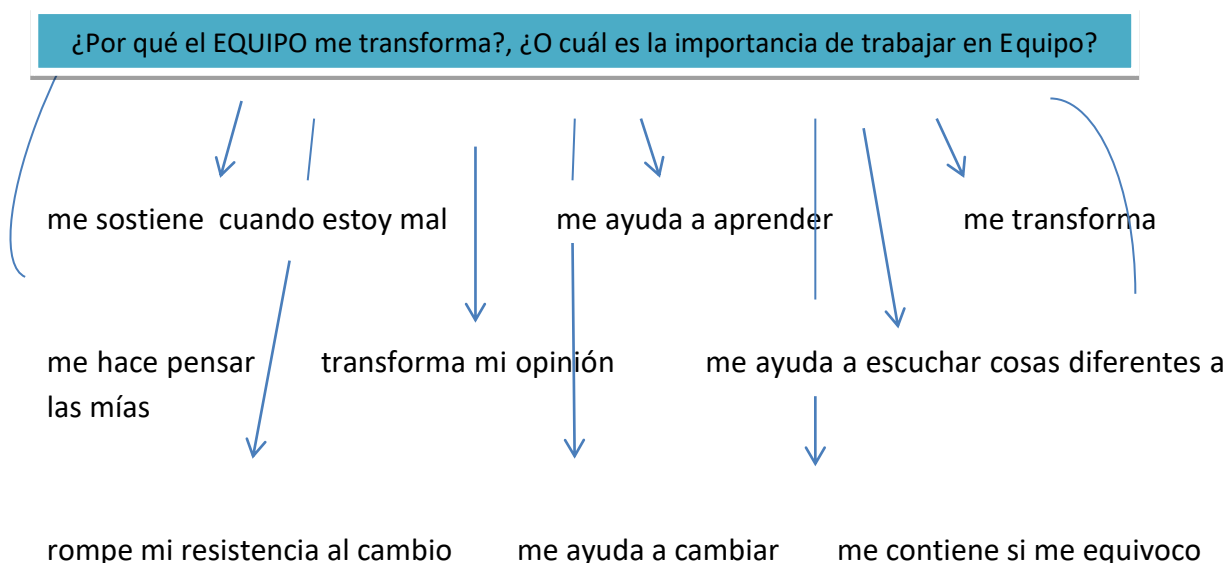 ¿Por qué el EQUIPO me transforma?, ¿O cuál es la importancia de trabajar en Equipo?
me sostiene cuando estoy mal me ayuda a aprender me transforma
me hace pensar transforma mi opinión me ayuda a escuchar cosas diferentes a
las mías
rompe mi resistencia al cambio me ayuda a cambiar me contiene si me equivoco